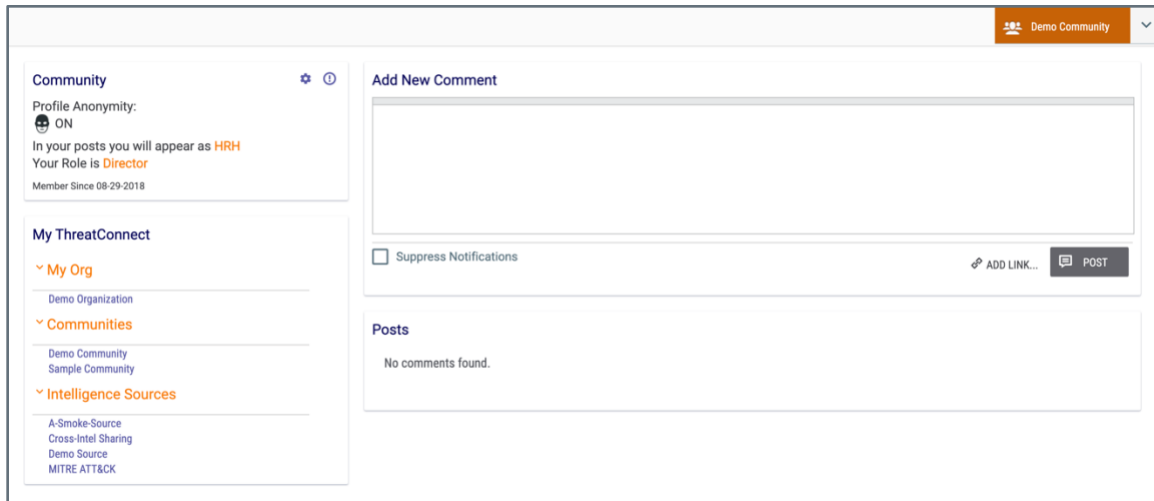 Demo Community
Community
Profile Anonymity:
ON
In your posts you will appear as HRH
Your Role is Director
Member Since 08-29-2018
My ThreatConnect
My Org
Demo Organization
Communities
Demo Community
Sample Community
Intelligence Sources
A-Smoke-Source
Cross-Intel Sharing
Demo Source
MITRE ATT&CK
Add New Comment
Suppress Notifications
ADD LINK...
POST
Posts
No comments found.